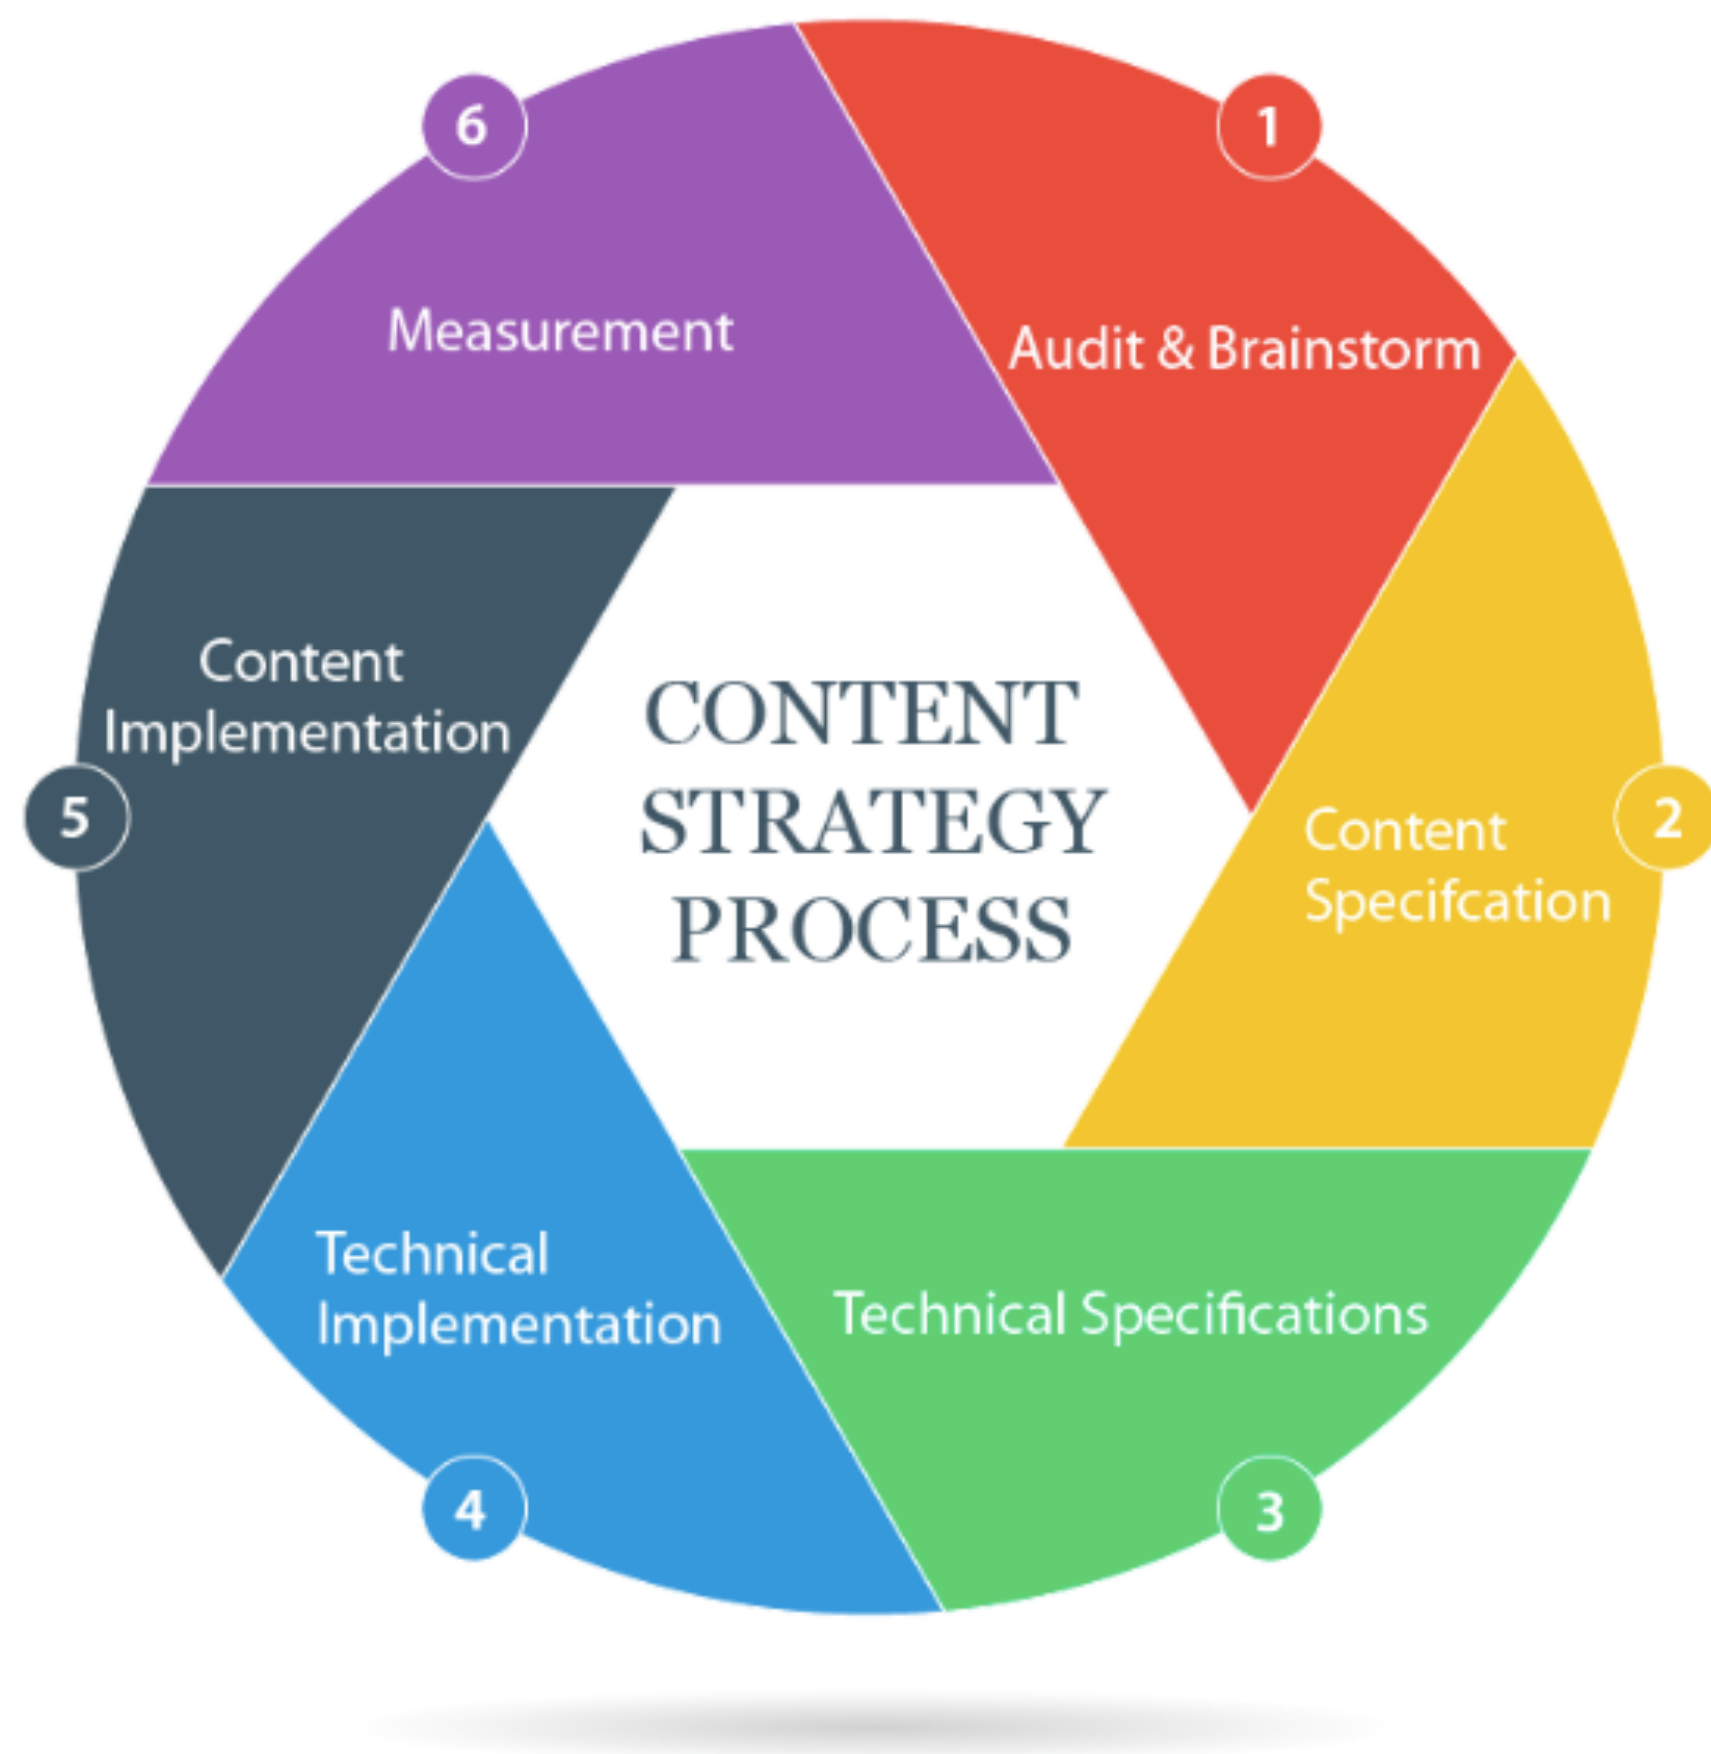 CONTENT
STRATEGY
PROCESS
1
Audit & Brainstorm
2
Content
Specifcation
3
Technical Specifications
4
Technical
Implementation
5
Content
Implementation
6
Measurement